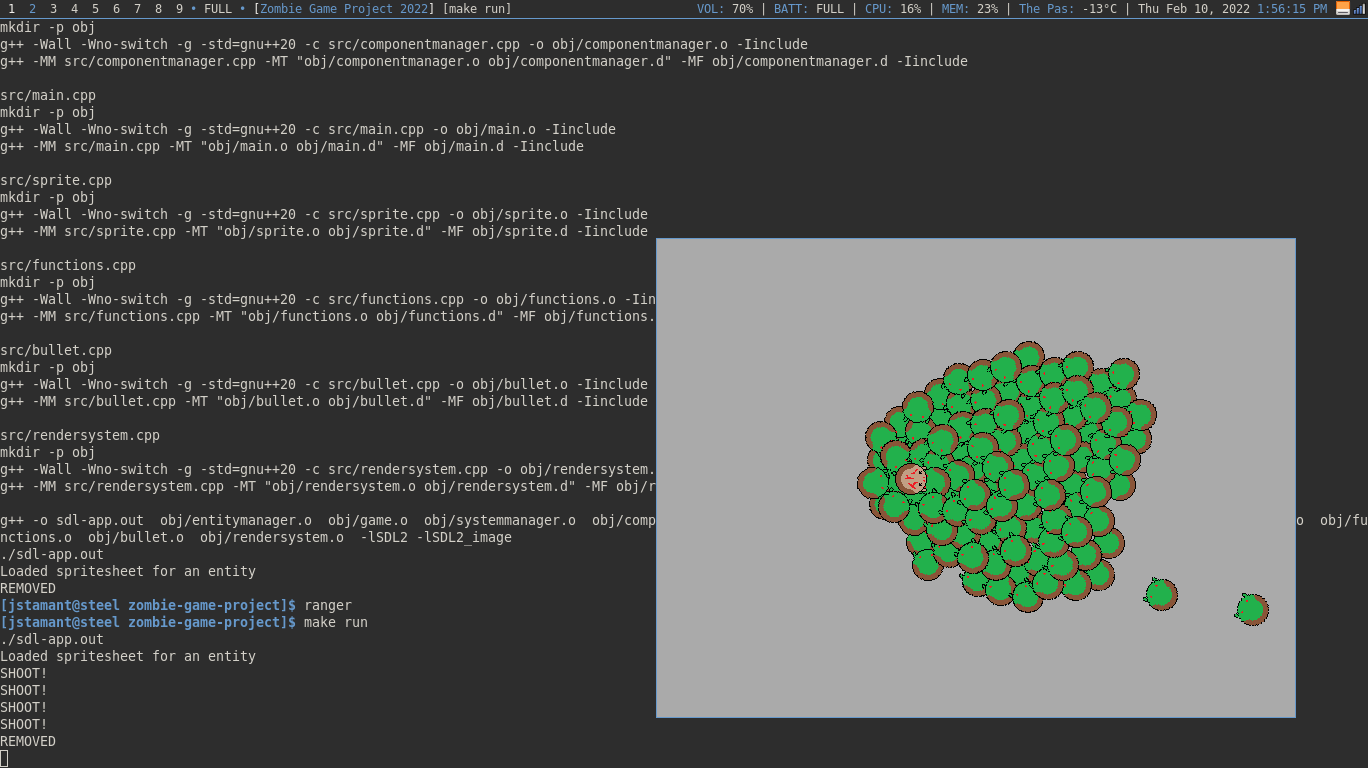 1 2 3 4 5 6 7 8 9 • FULL • [Zombie Game Project 2022] [make run] VOL: 70% | BATT: FULL | CPU: 16% | MEM: 23% | The Pas: -13°C | Thu Feb 10, 2022 1:56:15 PM
mkdir -p obj
g++ -Wall -Wno-switch -g -std=gnu++20 -c src/componentmanager.cpp -o obj/componentmanager.o -Iinclude
g++ -MM src/componentmanager.cpp -MT "obj/componentmanager.o obj/componentmanager.d" -MF obj/componentmanager.d -Iinclude
src/main.cpp
mkdir -p obj
g++ -Wall -Wno-switch -g -std=gnu++20 -c src/main.cpp -o obj/main.o -Iinclude
g++ -MM src/main.cpp -MT "obj/main.o obj/main.d" -MF obj/main.d -Iinclude
src/sprite.cpp
mkdir -p obj
g++ -Wall -Wno-switch -g -std=gnu++20 -c src/sprite.cpp -o obj/sprite.o -Iinclude
g++ -MM src/sprite.cpp -MT "obj/sprite.o obj/sprite.d" -MF obj/sprite.d -Iinclude
src/functions.cpp
mkdir -p obj
g++ -Wall -Wno-switch -g -std=gnu++20 -c src/functions.cpp -o obj/functions.o -Iin
g++ -MM src/functions.cpp -MT "obj/functions.o obj/functions.d" -MF obj/functions.
src/bullet.cpp
mkdir -p obj
g++ -Wall -Wno-switch -g -std=gnu++20 -c src/bullet.cpp -o obj/bullet.o -Iinclude
g++ -MM src/bullet.cpp -MT "obj/bullet.o obj/bullet.d" -MF obj/bullet.d -Iinclude
src/rendersystem.cpp
mkdir -p obj
g++ -Wall -Wno-switch -g -std=gnu++20 -c src/rendersystem.cpp -o obj/rendersystem.
g++ -MM src/rendersystem.cpp -MT "obj/rendersystem.o obj/rendersystem.d" -MF obj/r
g++ -o sdl-app.out obj/entitymanager.o obj/game.o obj/systemmanager.o obj/comp o obj/fu
nctions.o obj/bullet.o obj/rendersystem.o -lSDL2 -lSDL2_image
./sdl-app.out
Loaded spritesheet for an entity
REMOVED
[jstamant@steel zombie-game-project]$ ranger
[jstamant@steel zombie-game-project]$ make run
./sdl-app.out
Loaded spritesheet for an entity
SHOOT!
SHOOT!
SHOOT!
SHOOT!
REMOVED